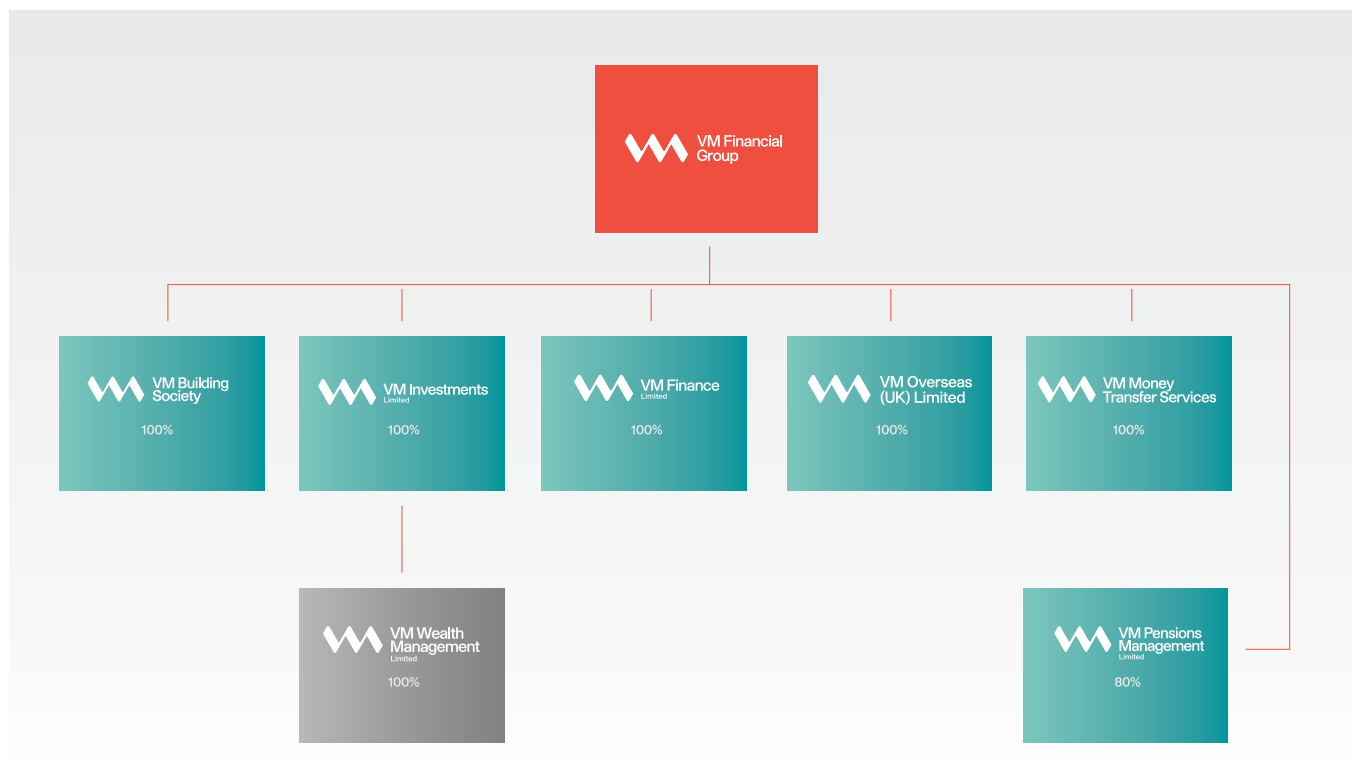 VM Financial
Group
VM Building
Society
100%
VM Investments
Limited
100%
VM Finance
Limited
100%
VM Overseas
(UK) Limited
100%
VM Money
Transfer Services
100%
VM Wealth
Management
Limited
100%
VM Pensions
Management
Limited
80%